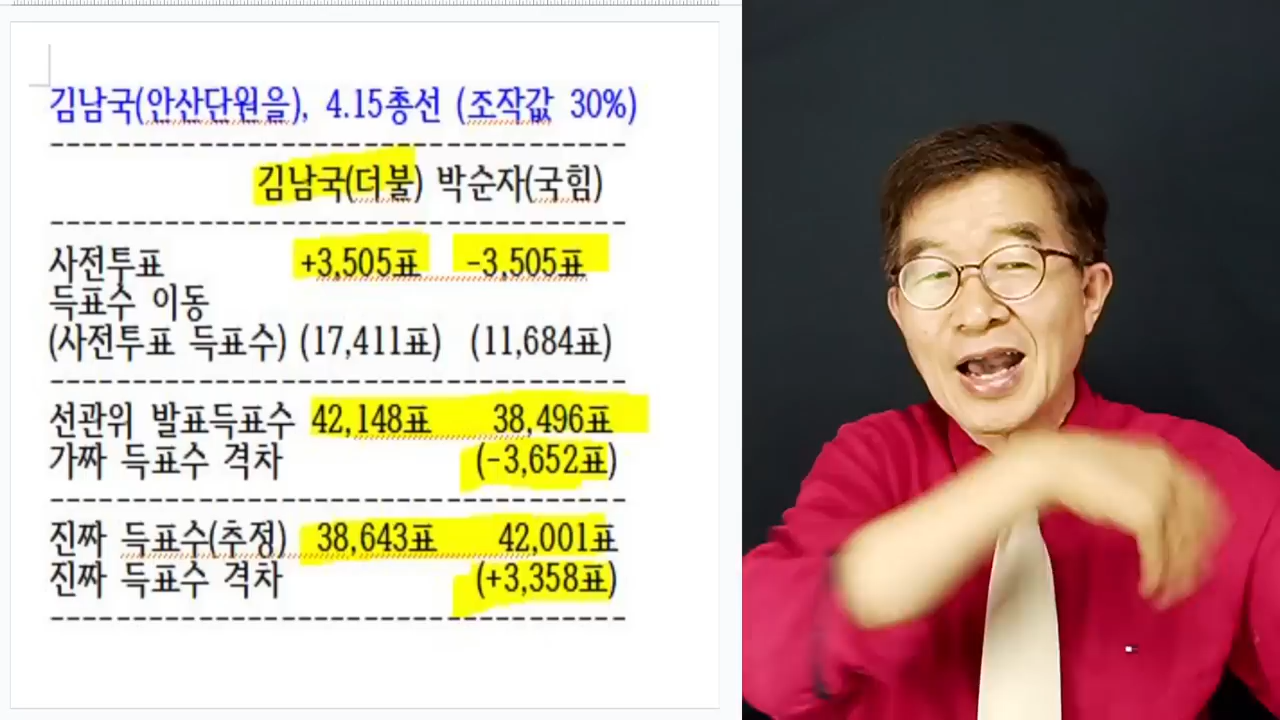 김남국(안산단원을), 4.15총선 (조작값 30%)
김남국(더불) 박순자(국힘)
사전투표 +3,505표 -3,505표
득표수 이동
(사전투표 득표수) (17,411표) (11,684표)
선관위 발표득표수 42,148표 38,496표
가짜 득표수 격차 (-3,652표)
진짜 득표수(추정) 38,643표 42,001표
진짜 득표수 격차 (+3,358표)